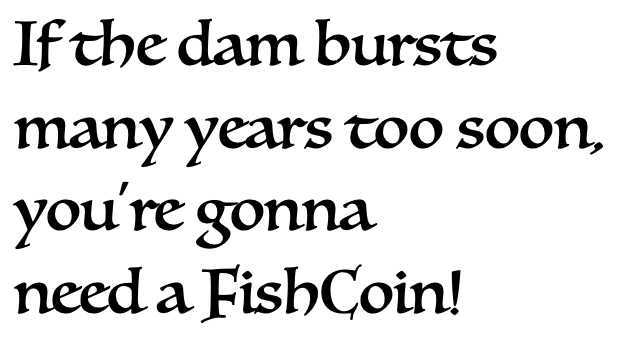 If the dam bursts
many years too soon,
you're gonna
need a FishCoin!